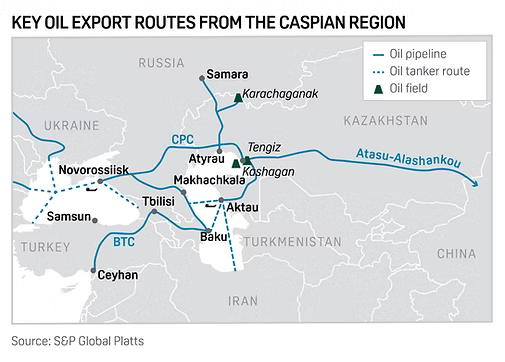 KEY OIL EXPORT ROUTES FROM THE CASPIAN REGION
Oil pipeline
Oil tanker route
Oil field
RUSSIA
Samara
Karachaganak
UKRAINE
KAZAKHSTAN
CPC
Tengiz
Atyrau
Atasu-Alashankou
Novorossiisk
Kashagan
Makhachkala
Tbilisi
Aktau
Samsun
Baku
TURKMENISTAN
TURKEY
BTC
CHINA
Ceyhan
IRAN
Source: S&P Global Platts